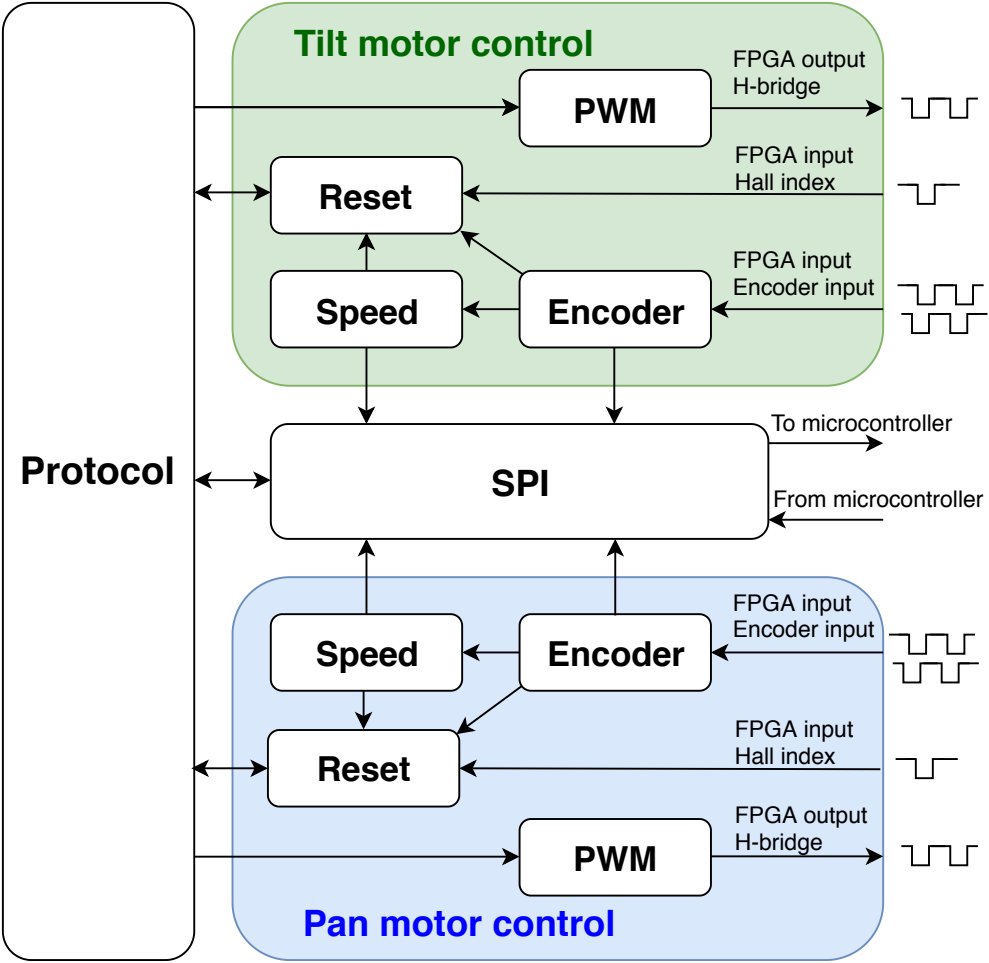 Tilt motor control
FPGA output
H-bridge
PWM
FPGA input
Hall index
Reset
FPGA input
Encoder input
Speed
Encoder
Protocol
To microcontroller
SPI
From microcontroller
FPGA input
Encoder input
Speed
Encoder
FPGA input
Hall index
Reset
FPGA output
H-bridge
PWM
Pan motor control